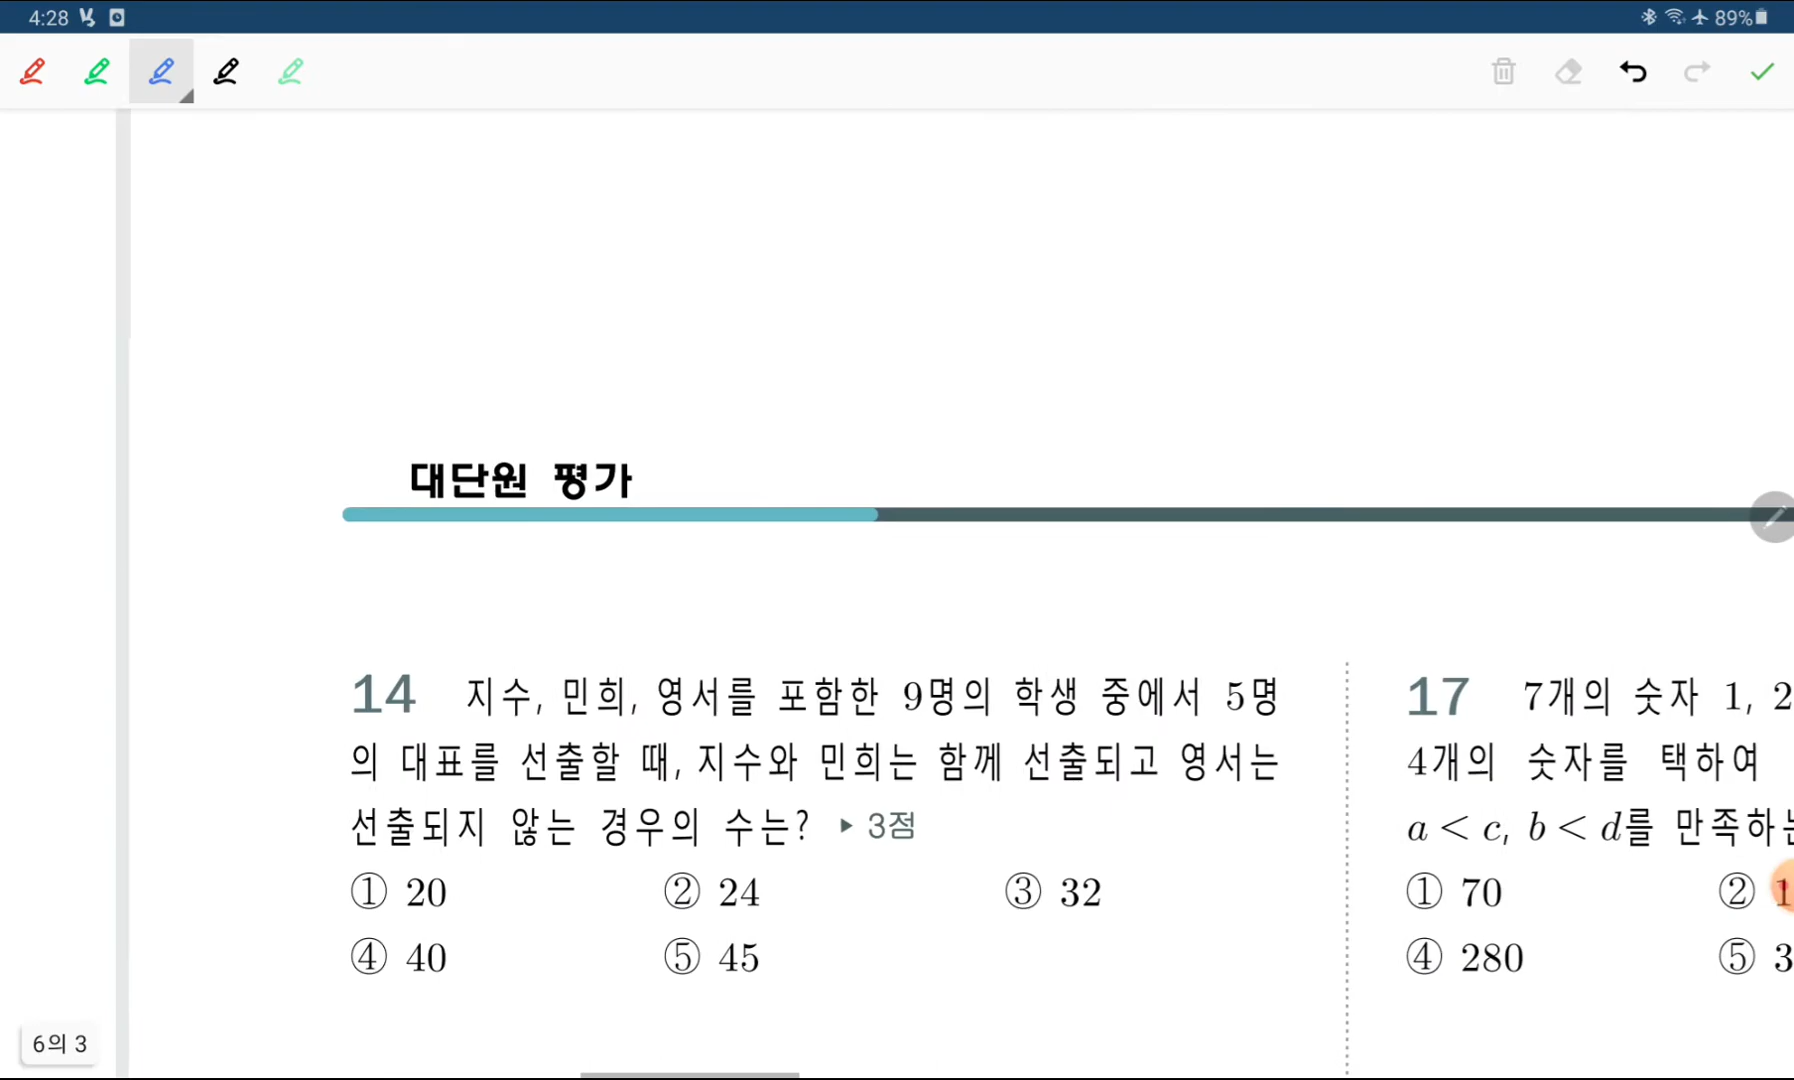 4:28
89%
대단원 평가
14 지수, 민희, 영서를 포함한 9명의 학생 중에서 5명
의 대표를 선출할 때, 지수와 민희는 함께 선출되고 영서는
선출되지 않는 경우의 수는? ▶ 3점
① 20 ② 24 ③ 32
④ 40 ⑤ 45
17 7개의 숫자 1, 2
4개의 숫자를 택하여
a < c, b < d를 만족하는
① 70 ② 1
④ 280 ⑤ 3
6의 3